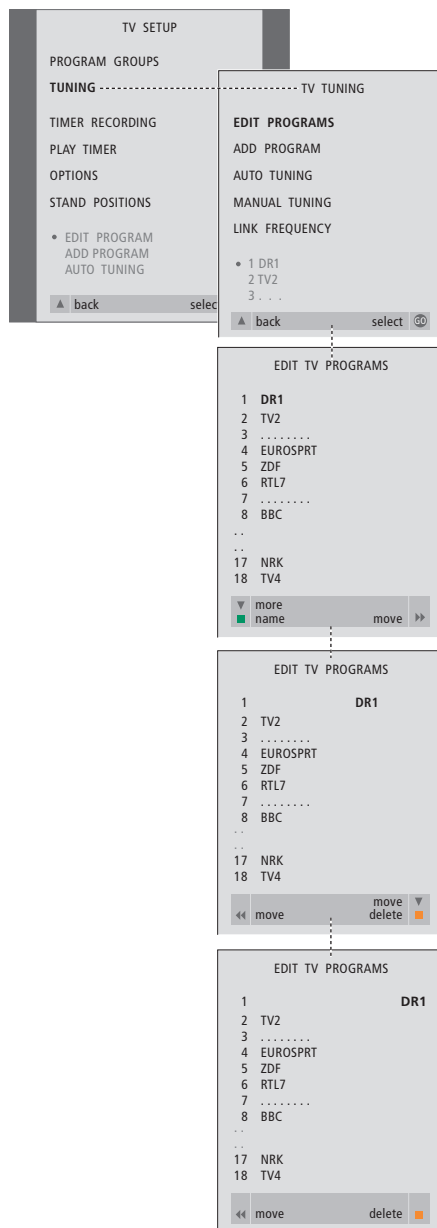 TV SETUP
PROGRAM GROUPS
TUNING
TIMER RECORDING
PLAY TIMER
OPTIONS
STAND POSITIONS
• EDIT PROGRAM
ADD PROGRAM
AUTO TUNING
▲ back selec
TV TUNING
EDIT PROGRAMS
ADD PROGRAM
AUTO TUNING
MANUAL TUNING
LINK FREQUENCY
• 1 DR1
2 TV2
3 . . .
▲ back select GO
EDIT TV PROGRAMS
1 DR1
2 TV2
3 . . . . . . . .
4 EUROSPRT
5 ZDF
6 RTL7
7 . . . . . . . .
8 BBC
. .
. .
17 NRK
18 TV4
▼ more
name move
EDIT TV PROGRAMS
1 DR1
2 TV2
3 . . . . . . . .
4 EUROSPRT
5 ZDF
6 RTL7
7 . . . . . . . .
8 BBC
. .
. .
17 NRK
18 TV4
move ▼
move delete
EDIT TV PROGRAMS
1 DR1
2 TV2
3 . . . . . . . .
4 EUROSPRT
5 ZDF
6 RTL7
7 . . . . . . . .
8 BBC
. .
. .
17 NRK
18 TV4
move delete